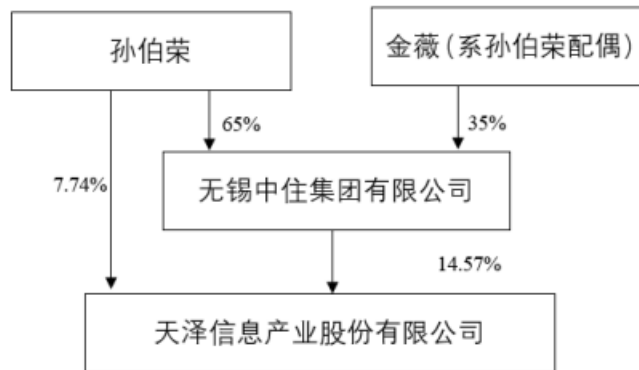 孙伯荣
金薇(系孙伯荣配偶)
65%
35%
7.74%
无锡中住集团有限公司
14.57%
天泽信息产业股份有限公司